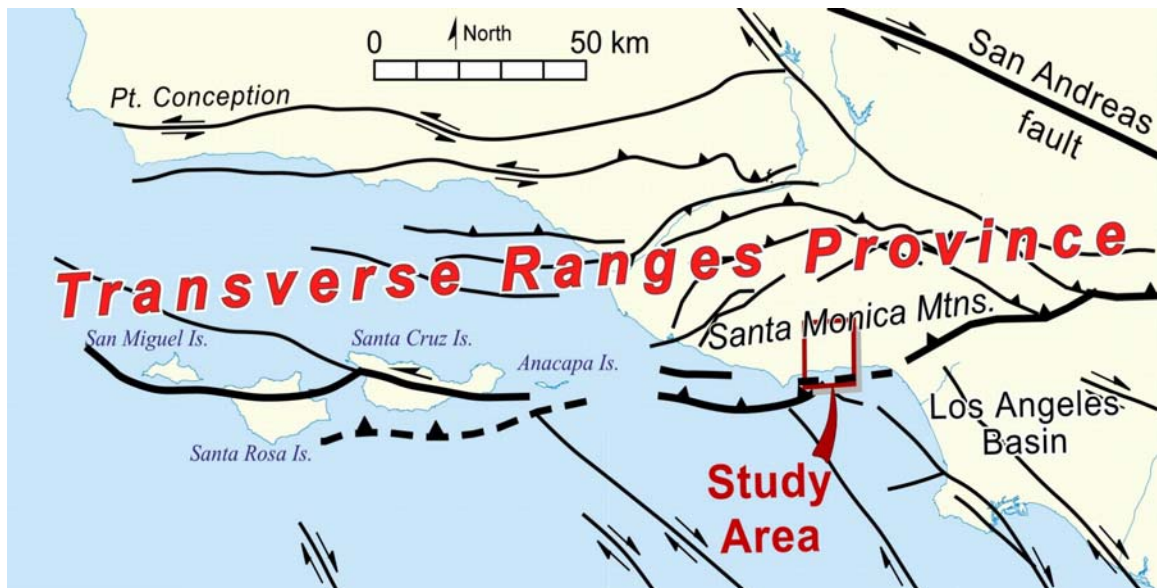 North
0 50 km
Pt. Conception
San Andreas
fault
Transverse Ranges Province
Santa Monica Mtns.
San Miguel Is.
Santa Cruz Is.
Anacapa Is.
Santa Rosa Is.
Los Angeles
Basin
Study
Area